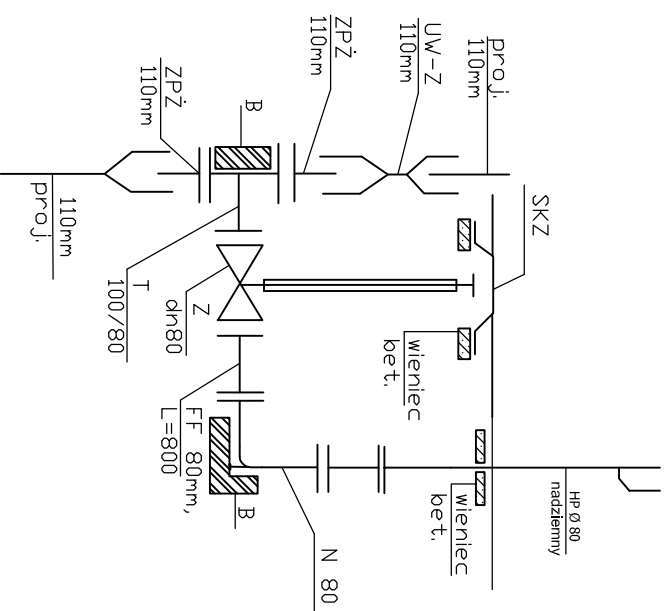 proj.
110mm
UW-Z
110mm
ZPŻ
110mm
ZPŻ
110mm
B
SKZ
110mm
proj.
T
100/80
Z
dn80
wieniec
bet.
FF 80mm,
L=800
B
wieniec
bet.
HP Ø 80
nadziemny
N 80